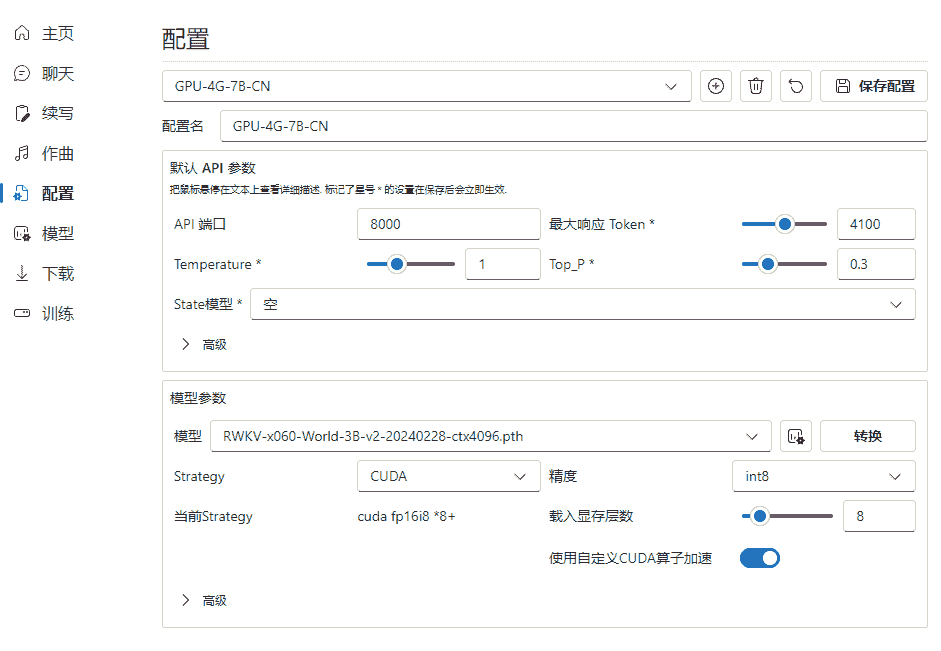 主页
聊天
续写
作曲
配置
模型
下载
训练
配置
GPU-4G-7B-CN
保存配置
配置名 GPU-4G-7B-CN
默认 API 参数
把鼠标悬停在文本上查看详细描述. 标记了星号 * 的设置在保存后会立即生效.
API 端口 8000 最大响应 Token * 4100
Temperature * 1 Top_P * 0.3
State模型 * 空
高级
模型参数
模型 RWKV-x060-World-3B-v2-20240228-ctx4096.pth 转换
Strategy CUDA 精度 int8
当前Strategy cuda fp16i8 *8+ 载入显存层数 8
使用自定义CUDA算子加速
高级